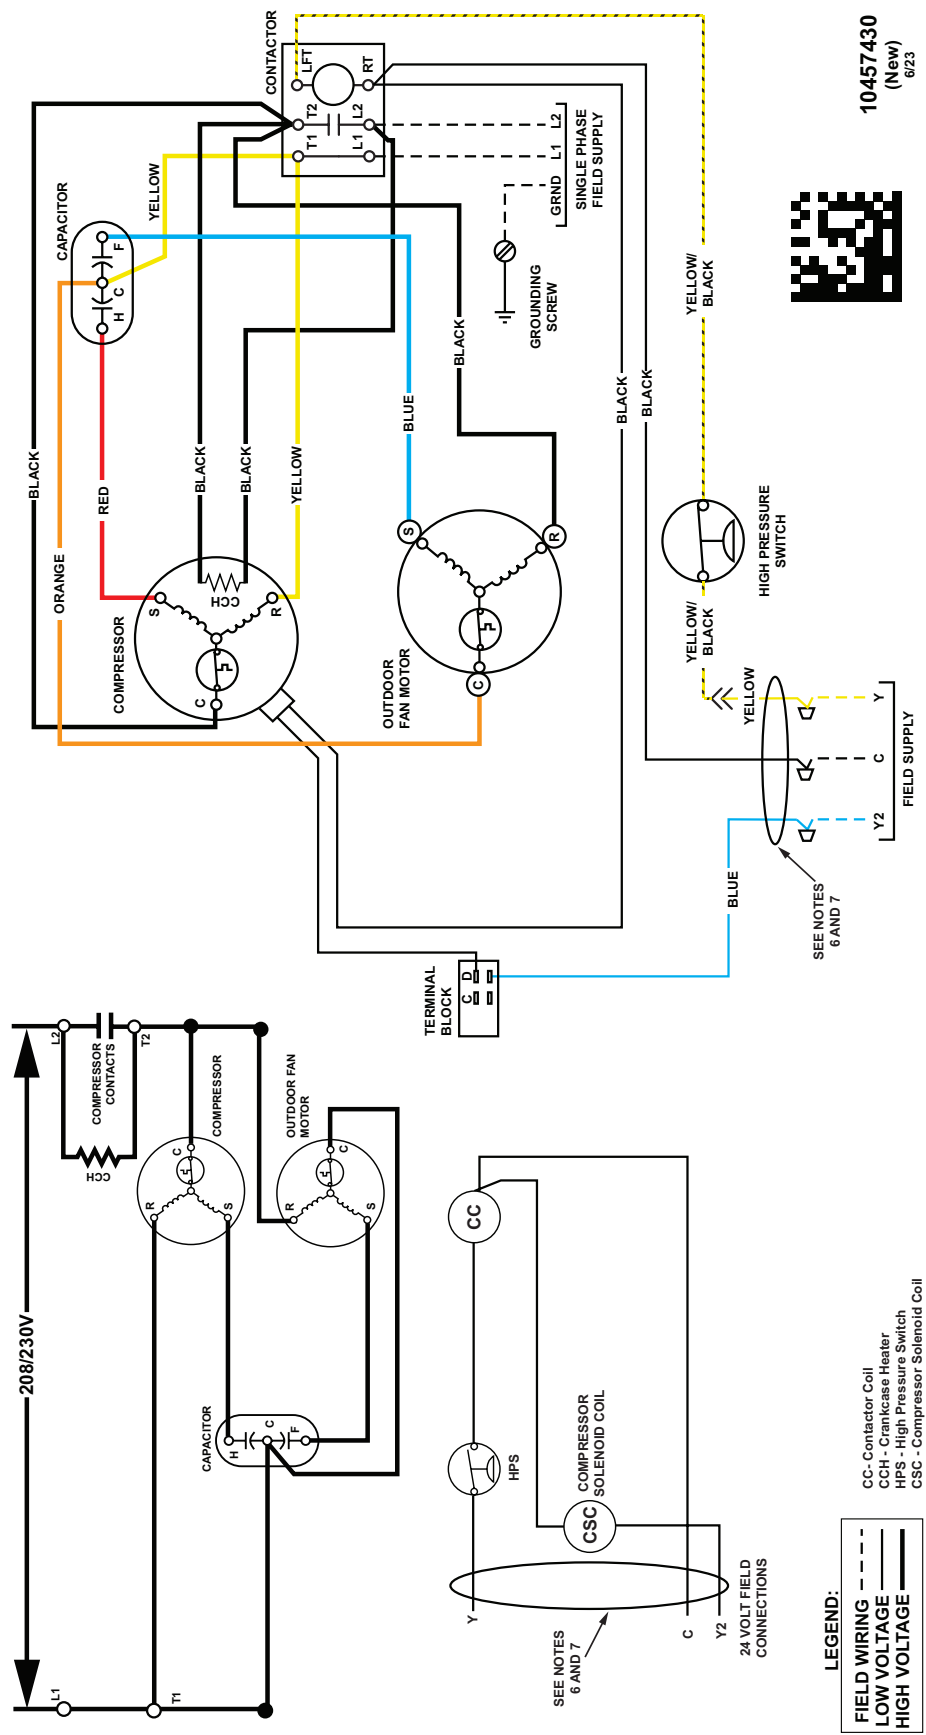 208/230V
L1
T1
L2
T2
CCH
COMPRESSOR
CONTACTS
COMPRESSOR
R
S
C
OUTDOOR FAN
MOTOR
R
S
C
CAPACITOR
H
C
F
Y
HPS
CC
COMPRESSOR
SOLENOID COIL
CSC
SEE NOTES
6 AND 7
C
Y2
24 VOLT FIELD
CONNECTIONS
LEGEND:
FIELD WIRING
LOW VOLTAGE
HIGH VOLTAGE
CC- Contactor Coil
CCH - Crankcase Heater
HPS - High Pressure Switch
CSC - Compressor Solenoid Coil
BLACK
ORANGE
RED
CAPACITOR
H
C
F
YELLOW
COMPRESSOR
C
S
R
CCH
BLACK
BLACK
YELLOW
CONTACTOR
LFT
RT
T2
L2
T1
L1
GRND
L1
L2
SINGLE PHASE
FIELD SUPPLY
GROUNDING
SCREW
OUTDOOR
FAN MOTOR
C
S
R
BLUE
BLACK
BLACK
BLACK
TERMINAL
BLOCK
C
D
BLUE
SEE NOTES
6 AND 7
YELLOW
YELLOW/
BLACK
HIGH PRESSURE
SWITCH
YELLOW/
BLACK
Y2
C
Y
FIELD SUPPLY
10457430
(New)
6/23